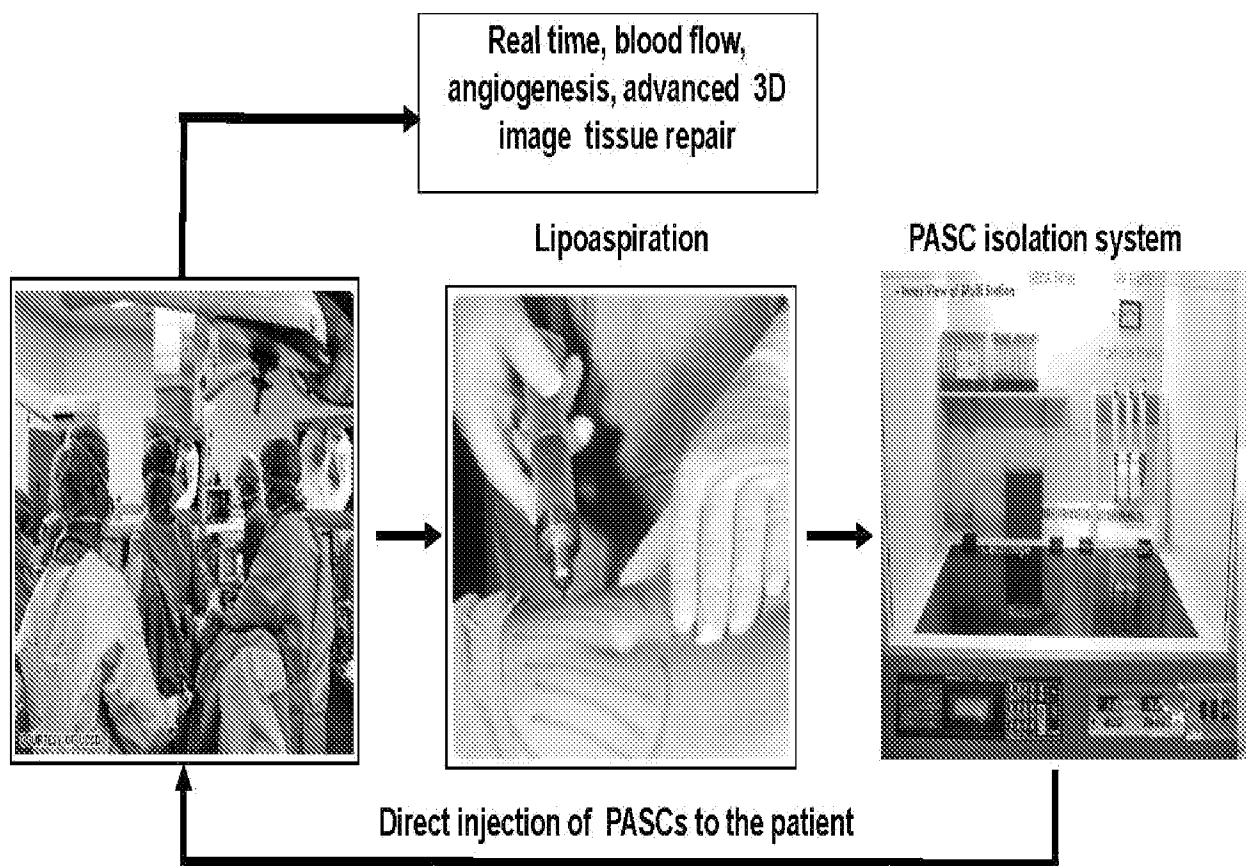 Real time, blood flow,
angiogenesis, advanced 3D
image tissue repair
Lipoaspiration
PASC isolation system
Direct injection of PASCs to the patient